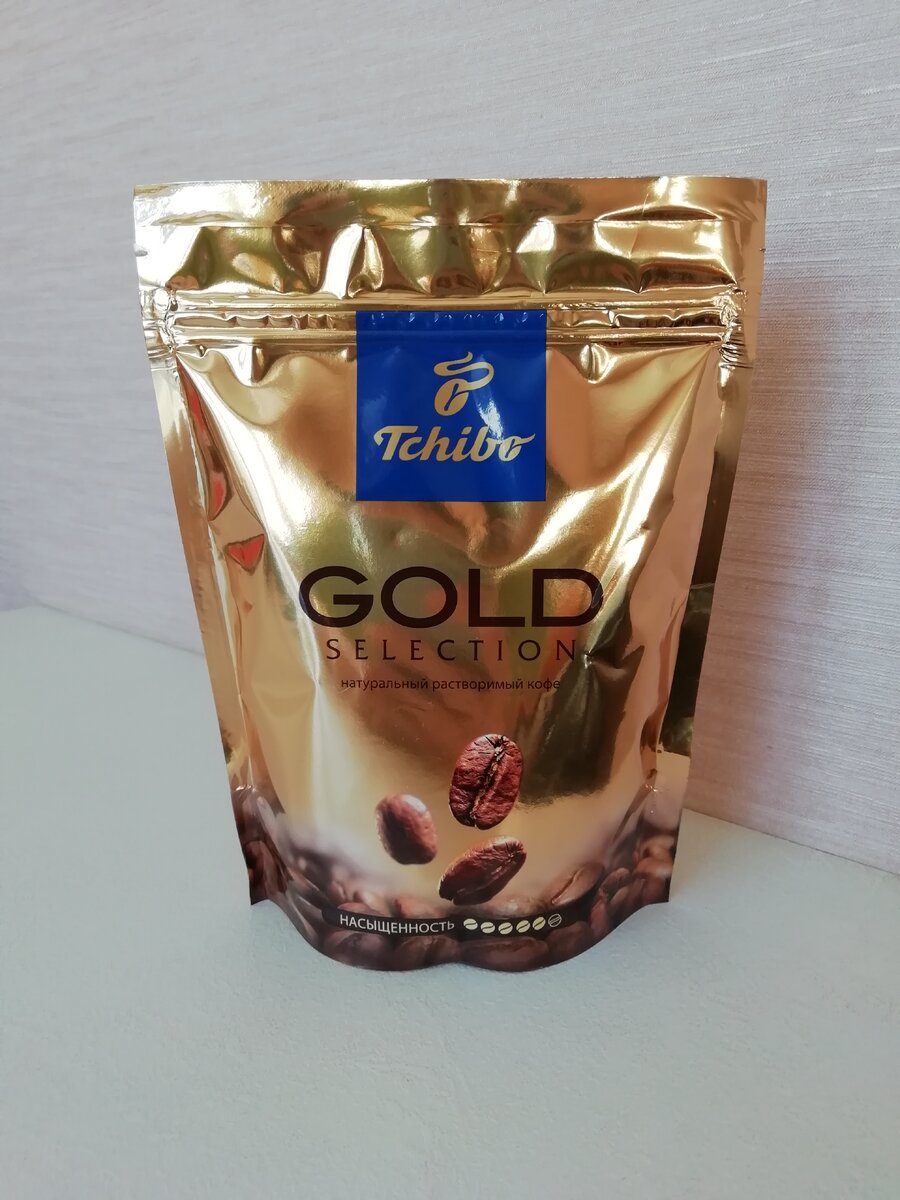 Tchibo
GOLD
SELECTION
натуральный растворимый кофе
НАСЫЩЕННОСТЬ